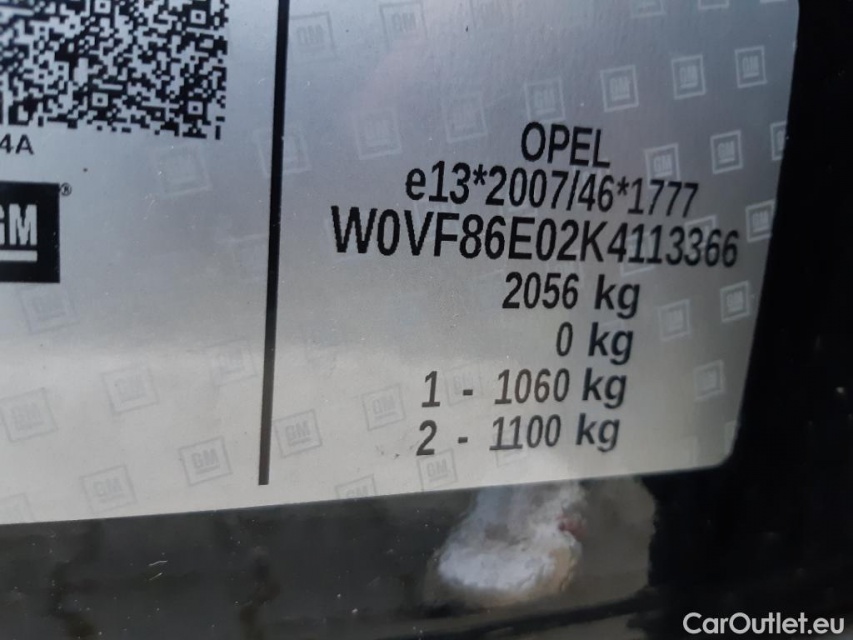 4A
GM®
OPEL
e13*2007/46*1777
W0VF86E02K4113366
2056 kg
0 kg
1 - 1060 kg
2 - 1100 kg
CarOutlet.eu